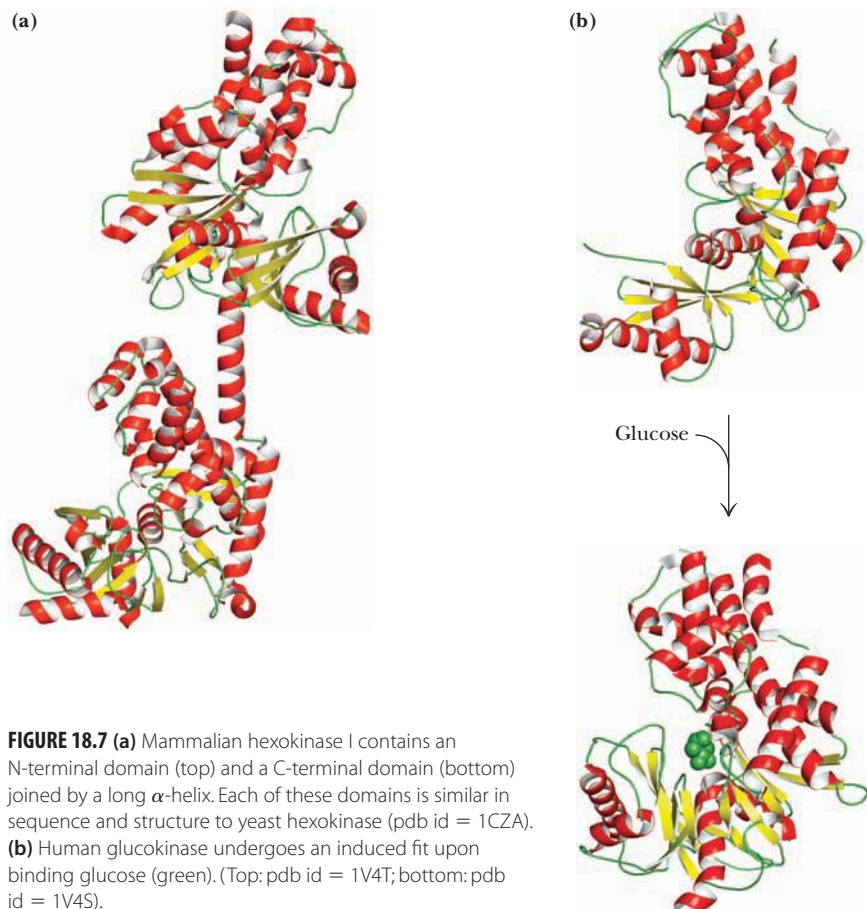 (a)
(b)
Glucose
FIGURE 18.7 (a) Mammalian hexokinase I contains an
N-terminal domain (top) and a C-terminal domain (bottom)
joined by a long α-helix. Each of these domains is similar in
sequence and structure to yeast hexokinase (pdb id = 1CZA).
(b) Human glucokinase undergoes an induced fit upon
binding glucose (green). (Top: pdb id = 1V4T; bottom: pdb
id = 1V4S).